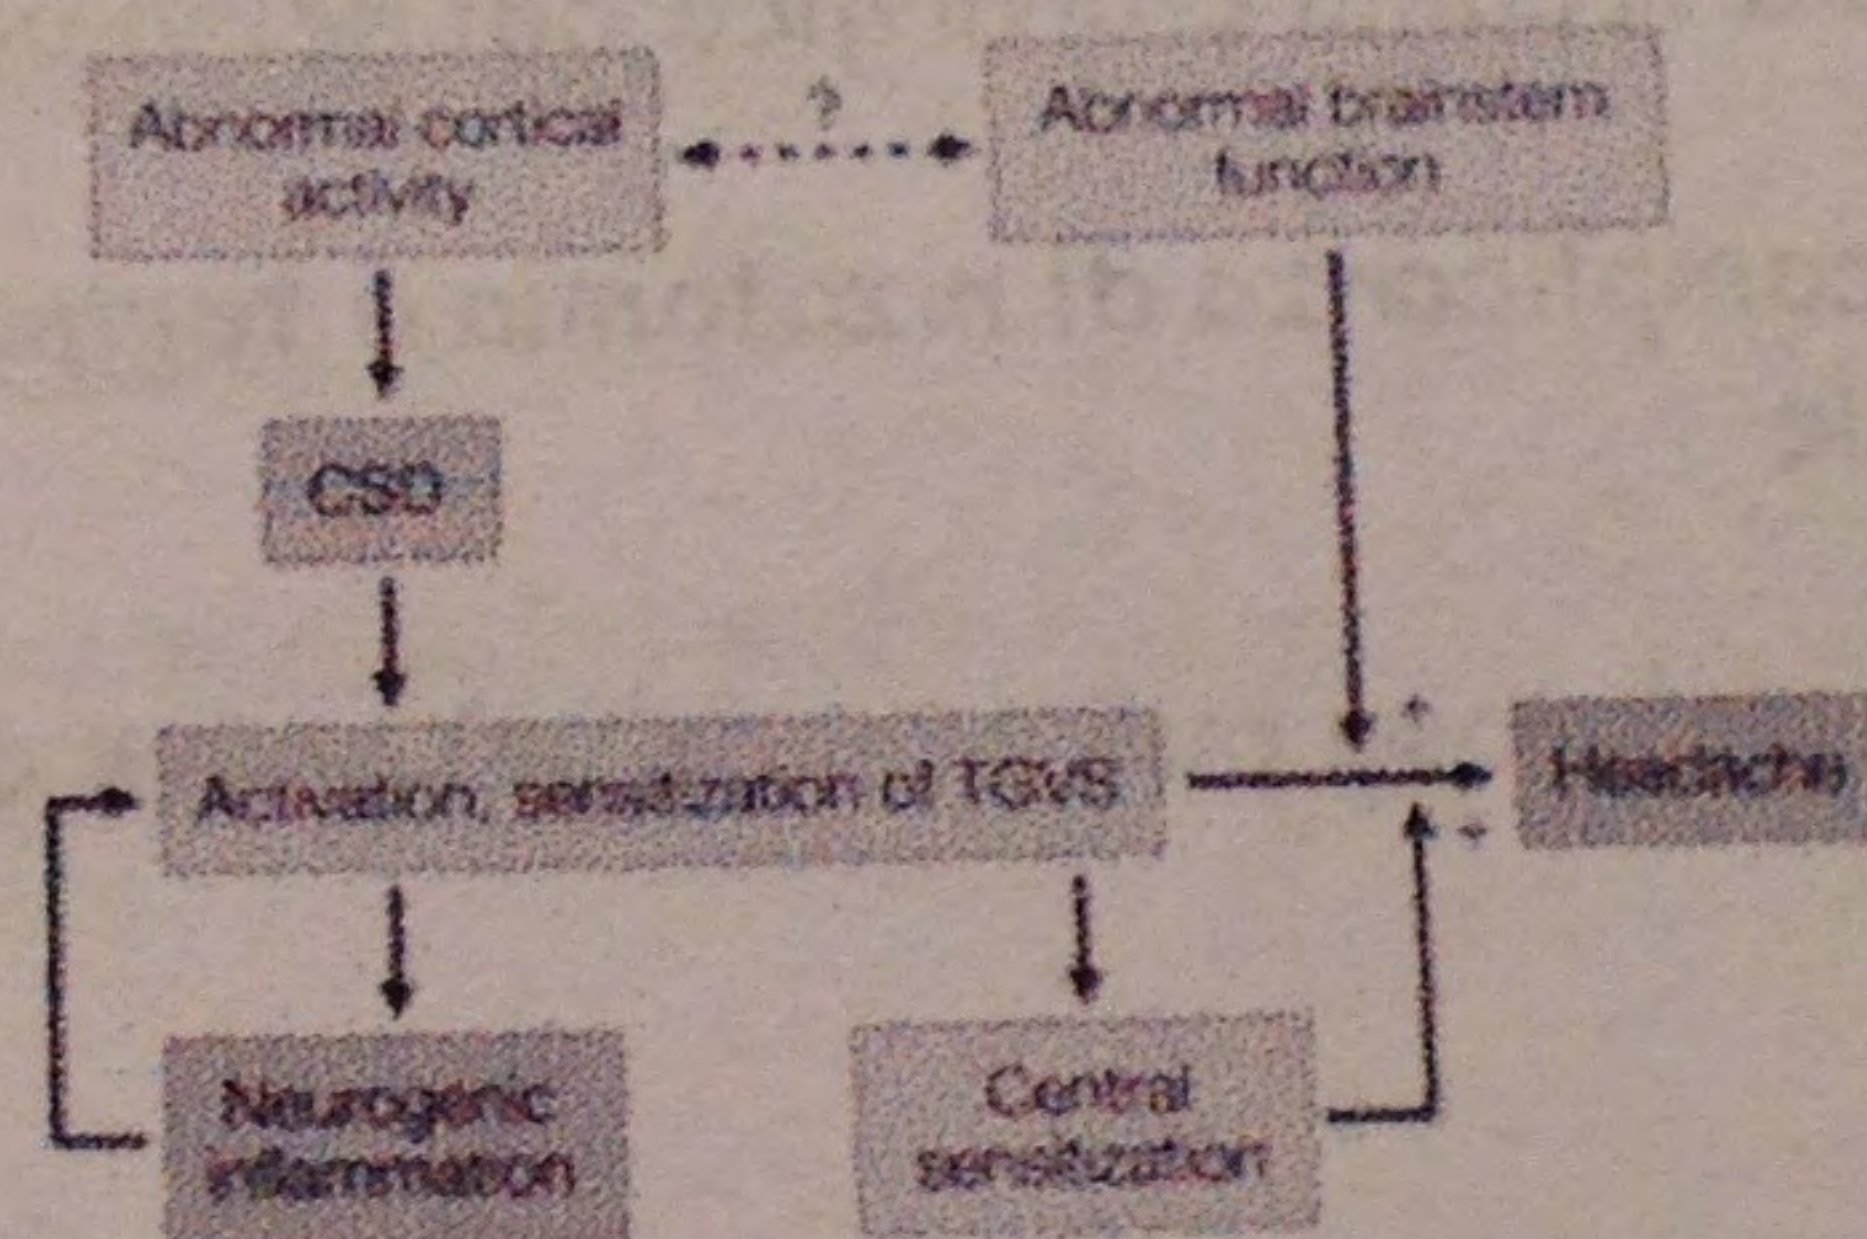 Abnormal cortical
activity
?
Abnormal brainstem
function
CSD
Activation, sensitization of TGVS
+
Headache
+
Neurogenic
inflammation
Central
sensitization